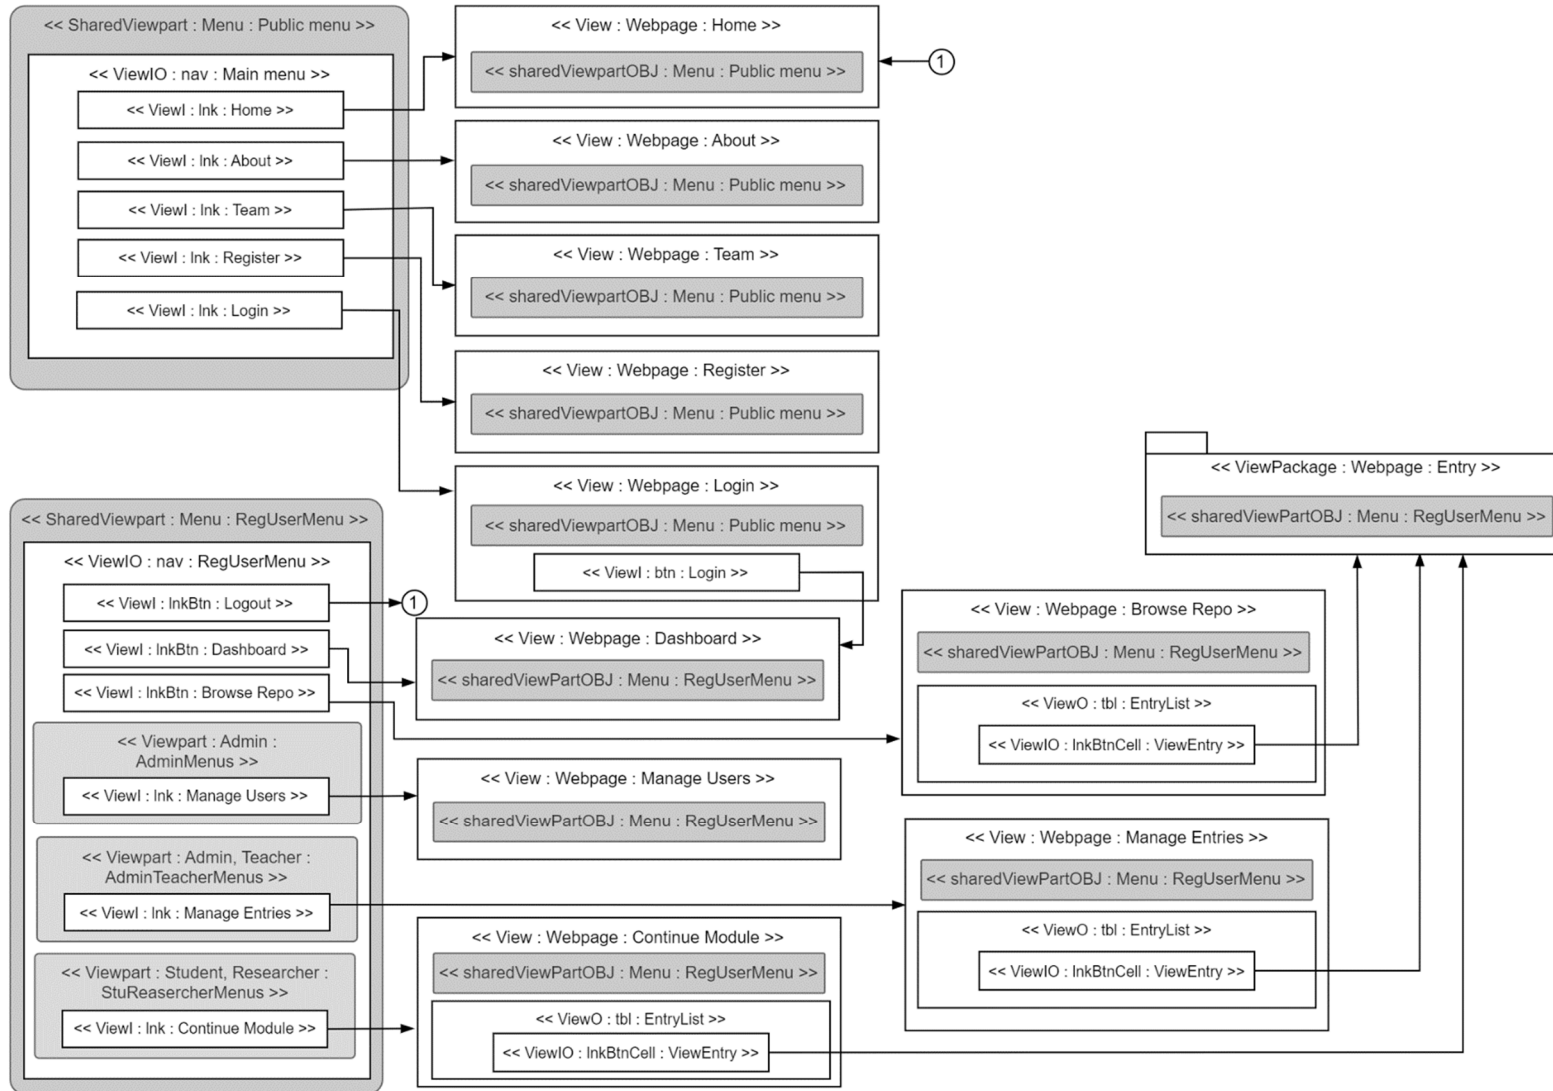 << SharedViewpart : Menu : Public menu >>
<< ViewIO : nav : Main menu >>
<< ViewI : lnk : Home >>
<< ViewI : lnk : About >>
<< ViewI : lnk : Team >>
<< ViewI : lnk : Register >>
<< ViewI : lnk : Login >>
<< View : Webpage : Home >>
<< sharedViewpartOBJ : Menu : Public menu >>
1
<< View : Webpage : About >>
<< sharedViewpartOBJ : Menu : Public menu >>
<< View : Webpage : Team >>
<< sharedViewpartOBJ : Menu : Public menu >>
<< View : Webpage : Register >>
<< sharedViewpartOBJ : Menu : Public menu >>
<< View : Webpage : Login >>
<< sharedViewpartOBJ : Menu : Public menu >>
<< ViewI : btn : Login >>
<< ViewPackage : Webpage : Entry >>
<< sharedViewPartOBJ : Menu : RegUserMenu >>
<< SharedViewpart : Menu : RegUserMenu >>
<< ViewIO : nav : RegUserMenu >>
<< ViewI : lnkBtn : Logout >>
1
<< ViewI : lnkBtn : Dashboard >>
<< ViewI : lnkBtn : Browse Repo >>
<< Viewpart : Admin :
AdminMenus >>
<< ViewI : lnk : Manage Users >>
<< Viewpart : Admin, Teacher :
AdminTeacherMenus >>
<< ViewI : lnk : Manage Entries >>
<< Viewpart : Student, Researcher :
StuReasercherMenus >>
<< ViewI : lnk : Continue Module >>
<< View : Webpage : Dashboard >>
<< sharedViewPartOBJ : Menu : RegUserMenu >>
<< View : Webpage : Manage Users >>
<< sharedViewPartOBJ : Menu : RegUserMenu >>
<< View : Webpage : Continue Module >>
<< sharedViewPartOBJ : Menu : RegUserMenu >>
<< ViewO : tbl : EntryList >>
<< ViewIO : lnkBtnCell : ViewEntry >>
<< View : Webpage : Browse Repo >>
<< sharedViewPartOBJ : Menu : RegUserMenu >>
<< ViewO : tbl : EntryList >>
<< ViewIO : lnkBtnCell : ViewEntry >>
<< View : Webpage : Manage Entries >>
<< sharedViewPartOBJ : Menu : RegUserMenu >>
<< ViewO : tbl : EntryList >>
<< ViewIO : lnkBtnCell : ViewEntry >>